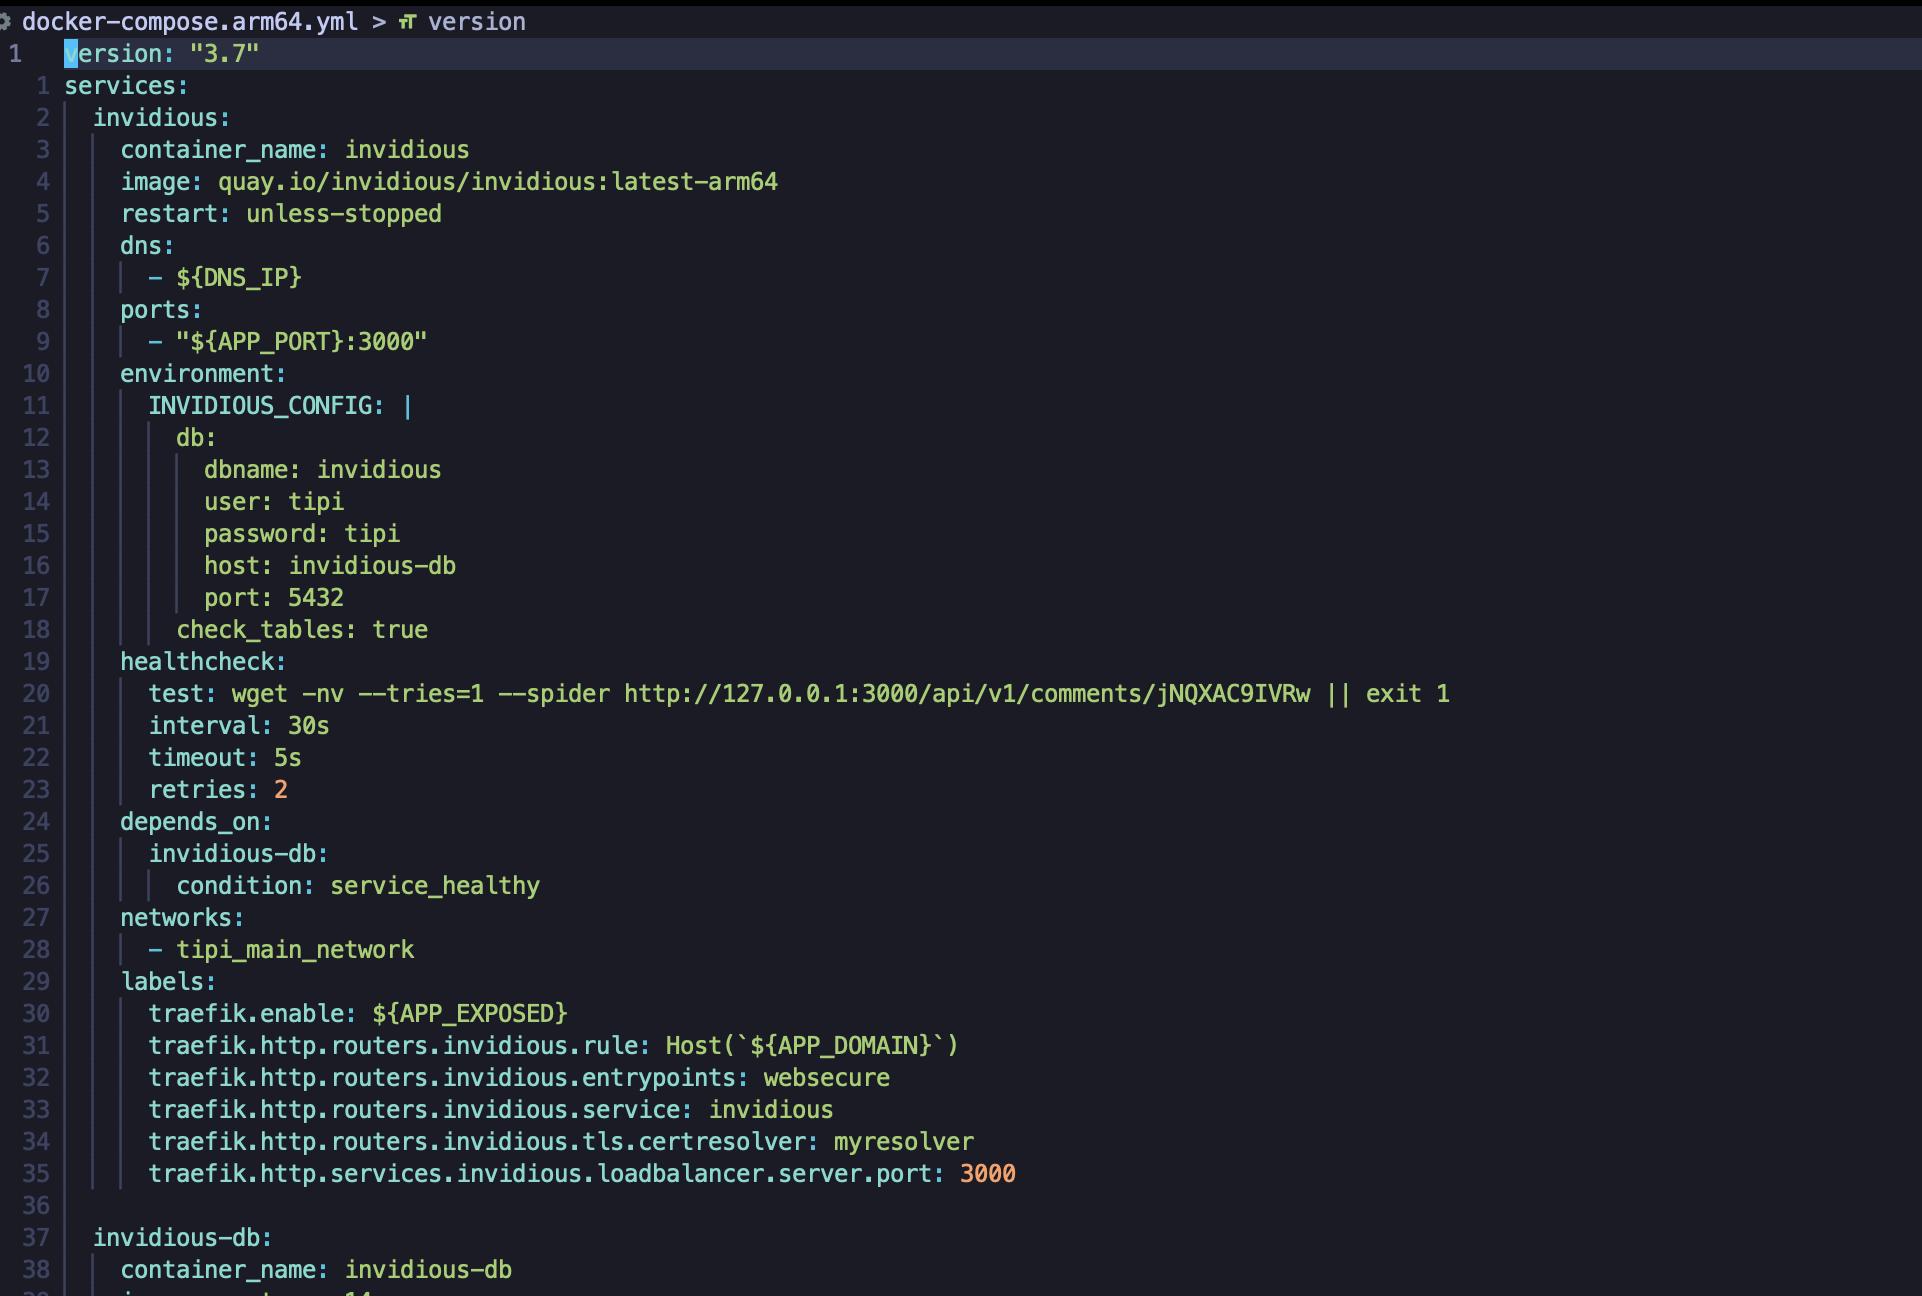 docker-compose.arm64.yml > version
1 version: "3.7"
1 services:
2 invidious:
3 container_name: invidious
4 image: quay.io/invidious/invidious:latest-arm64
5 restart: unless-stopped
6 dns:
7 - ${DNS_IP}
8 ports:
9 - "${APP_PORT}:3000"
10 environment:
11 INVIDIOUS_CONFIG: |
12 db:
13 dbname: invidious
14 user: tipi
15 password: tipi
16 host: invidious-db
17 port: 5432
18 check_tables: true
19 healthcheck:
20 test: wget -nv --tries=1 --spider http://127.0.0.1:3000/api/v1/comments/jNQXAC9IVRw || exit 1
21 interval: 30s
22 timeout: 5s
23 retries: 2
24 depends_on:
25 invidious-db:
26 condition: service_healthy
27 networks:
28 - tipi_main_network
29 labels:
30 traefik.enable: ${APP_EXPOSED}
31 traefik.http.routers.invidious.rule: Host(`${APP_DOMAIN}`)
32 traefik.http.routers.invidious.entrypoints: websecure
33 traefik.http.routers.invidious.service: invidious
34 traefik.http.routers.invidious.tls.certresolver: myresolver
35 traefik.http.services.invidious.loadbalancer.server.port: 3000
36
37 invidious-db:
38 container_name: invidious-db